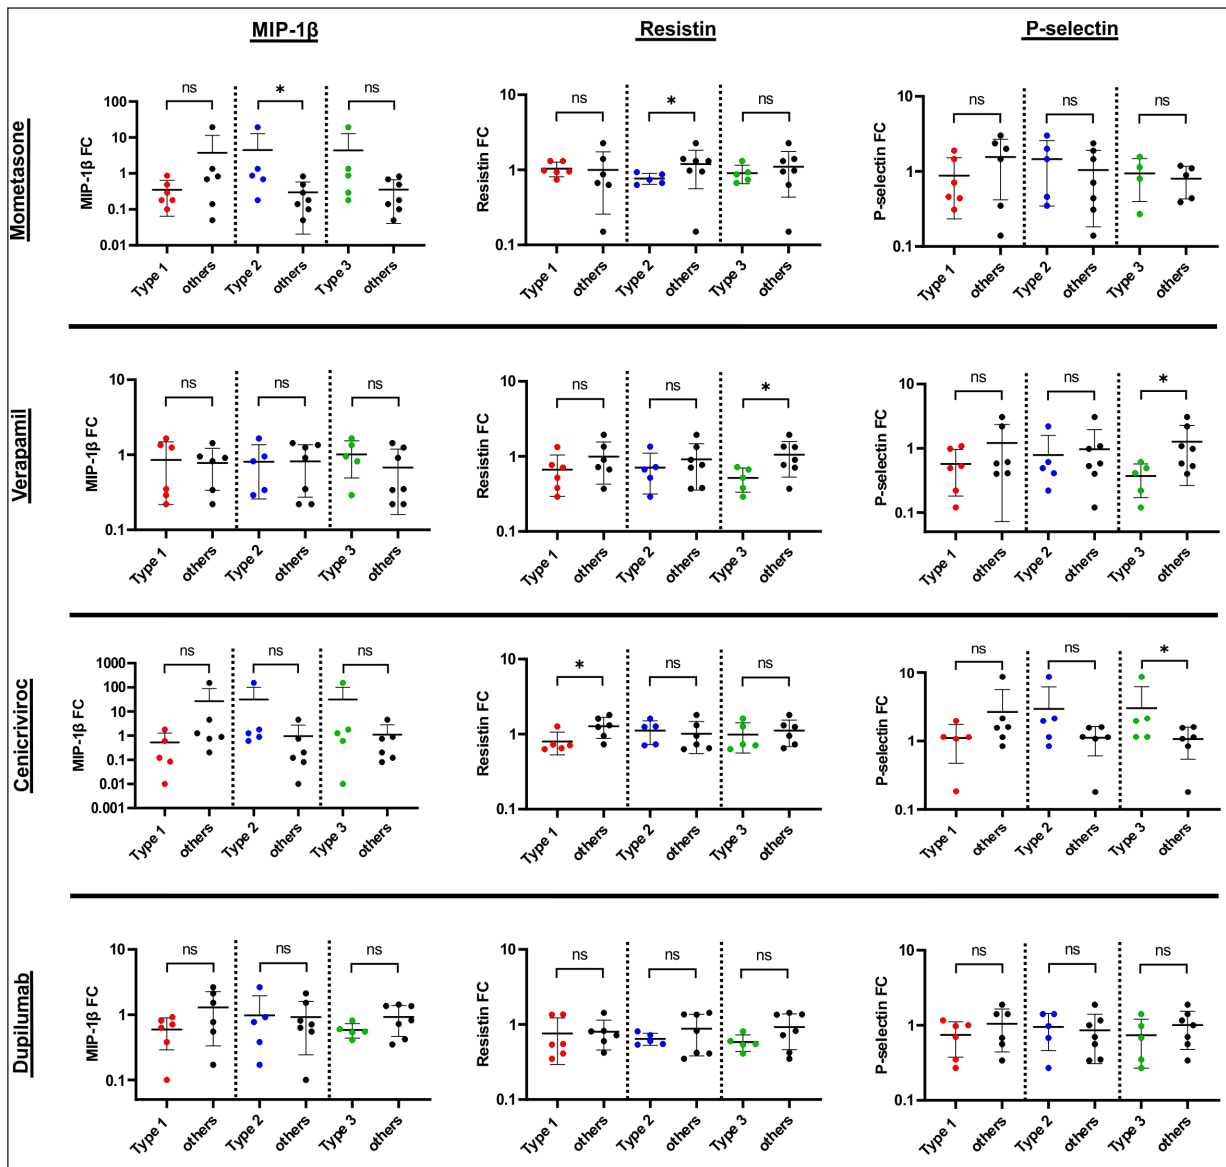 MIP-1β
Resistin
P-selectin
Mometasone
MIP-1β FC
100
10
1
0.1
0.01
ns
*
ns
Type 1
others
Type 2
others
Type 3
others
Resistin FC
10
1
0.1
ns
*
ns
Type 1
others
Type 2
others
Type 3
others
P-selectin FC
10
1
0.1
ns
ns
ns
Type 1
others
Type 2
others
Type 3
others
Verapamil
MIP-1β FC
10
1
0.1
ns
ns
ns
Type 1
others
Type 2
others
Type 3
others
Resistin FC
10
1
0.1
ns
ns
*
Type 1
others
Type 2
others
Type 3
others
P-selectin FC
10
1
0.1
ns
ns
*
Type 1
others
Type 2
others
Type 3
others
Cenicriviroc
MIP-1β FC
1000
100
10
1
0.1
0.01
0.001
ns
ns
ns
Type 1
others
Type 2
others
Type 3
others
Resistin FC
10
1
0.1
*
ns
ns
Type 1
others
Type 2
others
Type 3
others
P-selectin FC
10
1
0.1
ns
ns
*
Type 1
others
Type 2
others
Type 3
others
Dupilumab
MIP-1β FC
10
1
0.1
ns
ns
ns
Type 1
others
Type 2
others
Type 3
others
Resistin FC
10
1
0.1
ns
ns
ns
Type 1
others
Type 2
others
Type 3
others
P-selectin FC
10
1
0.1
ns
ns
ns
Type 1
others
Type 2
others
Type 3
others